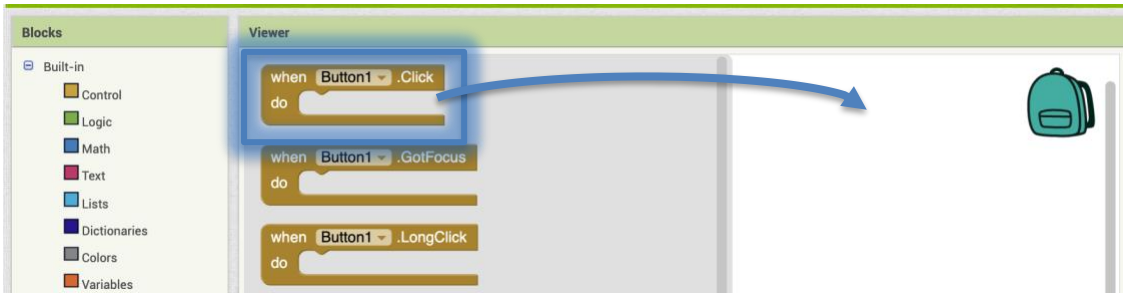 Blocks
Viewer
Built-in
Control
Logic
Math
Text
Lists
Dictionaries
Colors
Variables
when Button1 .Click
do
when Button1 .GotFocus
do
when Button1 .LongClick
do